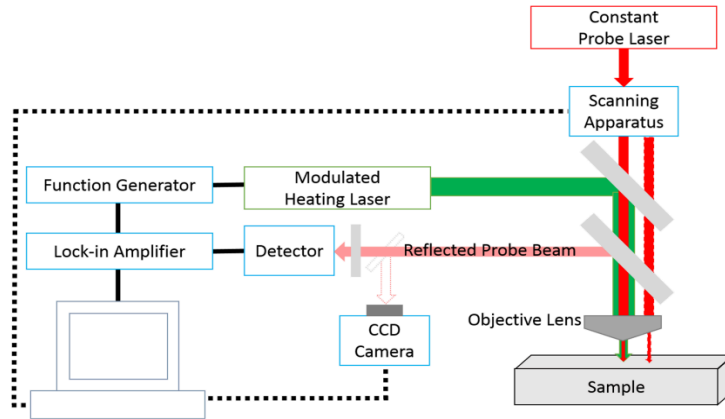 Constant
Probe Laser
Scanning
Apparatus
Function Generator
Modulated
Heating Laser
Lock-in Amplifier
Detector
Reflected Probe Beam
Objective Lens
CCD
Camera
Sample